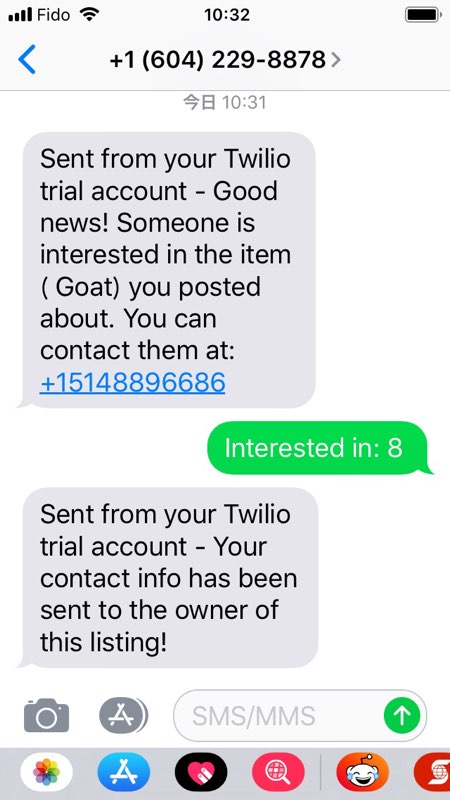 Fido 10:32
+1 (604) 229-8878
今日 10:31
Sent from your Twilio
trial account - Good
news! Someone is
interested in the item
( Goat) you posted
about. You can
contact them at:
+15148896686
Interested in: 8
Sent from your Twilio
trial account - Your
contact info has been
sent to the owner of
this listing!
SMS/MMS